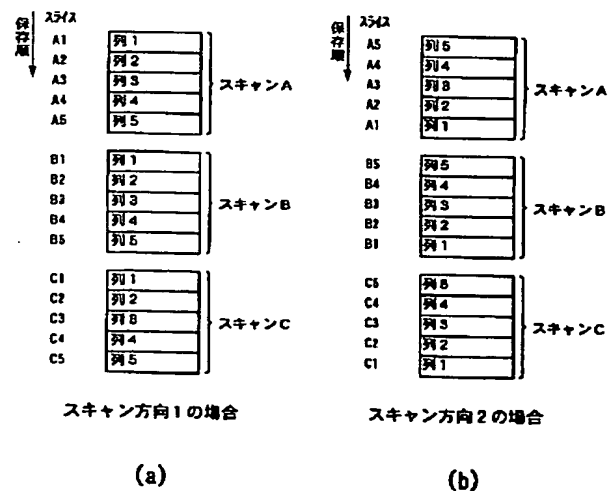 保存順
スライス
A1 列1
A2 列2
A3 列3
A4 列4
A5 列5
スキャンA
B1 列1
B2 列2
B3 列3
B4 列4
B5 列5
スキャンB
C1 列1
C2 列2
C3 列3
C4 列4
C5 列5
スキャンC
スキャン方向1の場合
(a)
保存順
スライス
A5 列5
A4 列4
A3 列3
A2 列2
A1 列1
スキャンA
B5 列5
B4 列4
B3 列3
B2 列2
B1 列1
スキャンB
C5 列5
C4 列4
C3 列3
C2 列2
C1 列1
スキャンC
スキャン方向2の場合
(b)